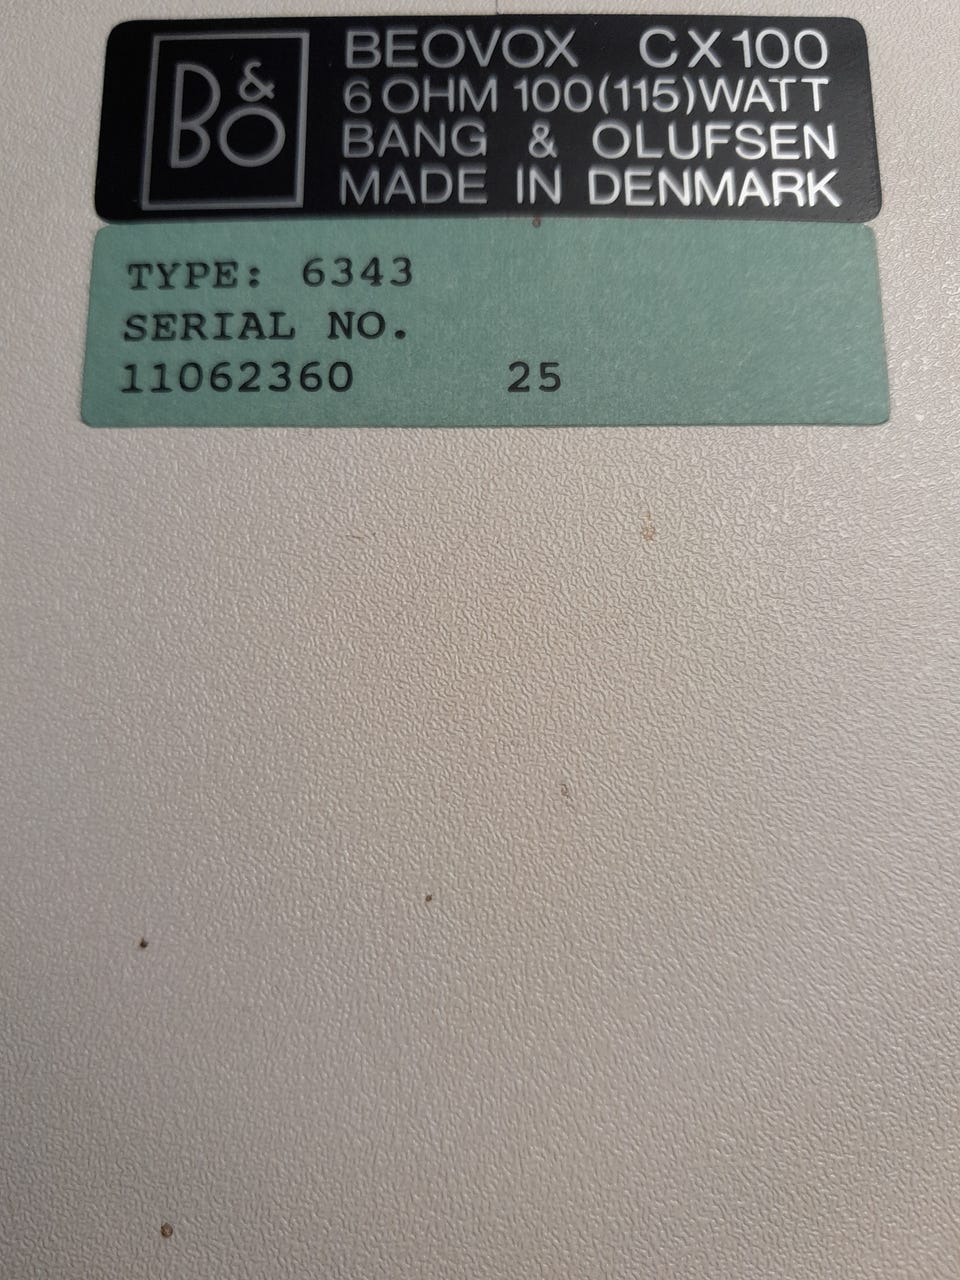 B&O
BEOVOX CX100
6 OHM 100(115)WATT
BANG & OLUFSEN
MADE IN DENMARK
TYPE: 6343
SERIAL NO.
11062360 25